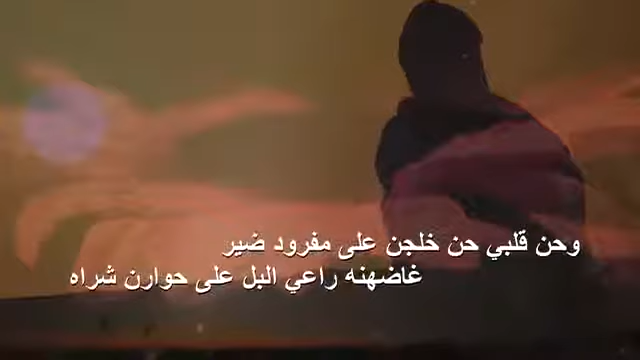 وحن قلبي حن خلجن على مفرود ضير
غاضهنه راعي البل على حوارن شراه